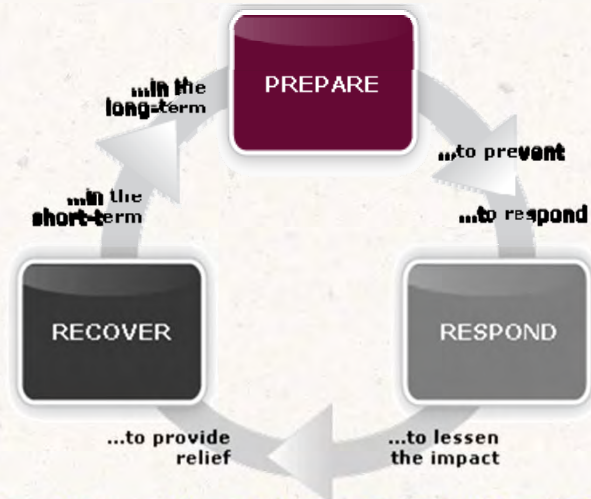 PREPARE
...to prevent
...to respond
RESPOND
...to lessen
the impact
...to provide
relief
RECOVER
...in the
short-term
...in the
long-term